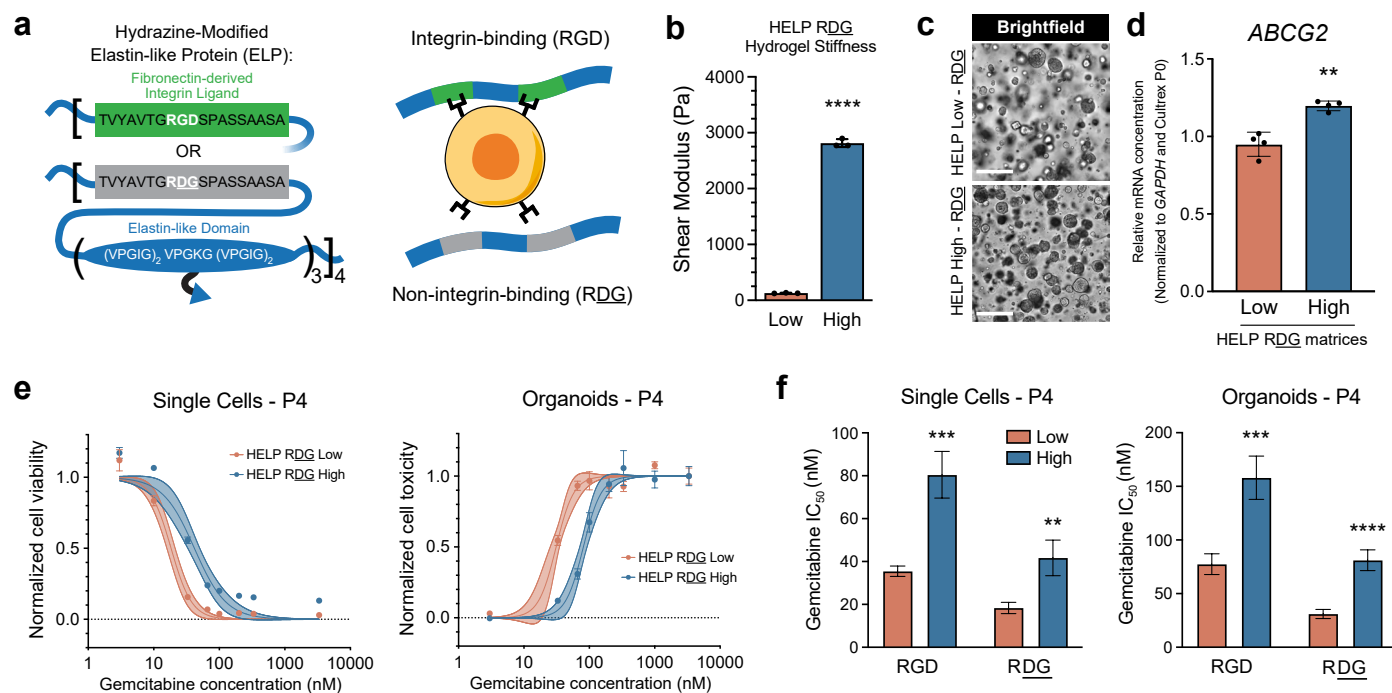 a
Hydrazine-Modified
Elastin-like Protein (ELP):
Fibronectin-derived
Integrin Ligand
[ TVYAVTGRGDSPASSAASA
OR
[ TVYAVTGRDGSPASSAASA
Elastin-like Domain
( (VPGIG)2 VPGKG (VPGIG)2 )3]4
Integrin-binding (RGD)
Non-integrin-binding (RDG)
b
HELP RDG
Hydrogel Stiffness
Shear Modulus (Pa)
4000
3000
2000
1000
0
****
Low High
c
Brightfield
HELP Low - RDG
HELP High - RDG
d
ABCG2
Relative mRNA concentration
(Normalized to GAPDH and Cultrex P0)
1.5
1.0
0.5
0.0
**
Low High
HELP RDG matrices
e
Single Cells - P4
Normalized cell viability
1.0
0.5
0.0
HELP RDG Low
HELP RDG High
1 10 100 1000 10000
Gemcitabine concentration (nM)
Organoids - P4
Normalized cell toxicity
1.0
0.5
0.0
HELP RDG Low
HELP RDG High
1 10 100 1000 10000
Gemcitabine concentration (nM)
f
Single Cells - P4
Gemcitabine IC50 (nM)
100
80
60
40
20
0
***
**
Low
High
RGD RDG
Organoids - P4
Gemcitabine IC50 (nM)
200
150
100
50
0
***
****
RGD RDG